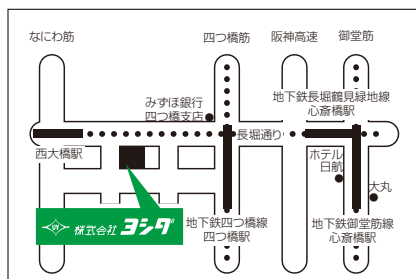 なにわ筋
四つ橋筋
阪神高速
御堂筋
みずほ銀行
四つ橋支店
地下鉄長堀鶴見緑地線
心斎橋駅
長堀通り
西大橋駅
ホテル
日航
大丸
株式会社 ヨシダ
地下鉄四つ橋線
四つ橋駅
地下鉄御堂筋線
心斎橋駅